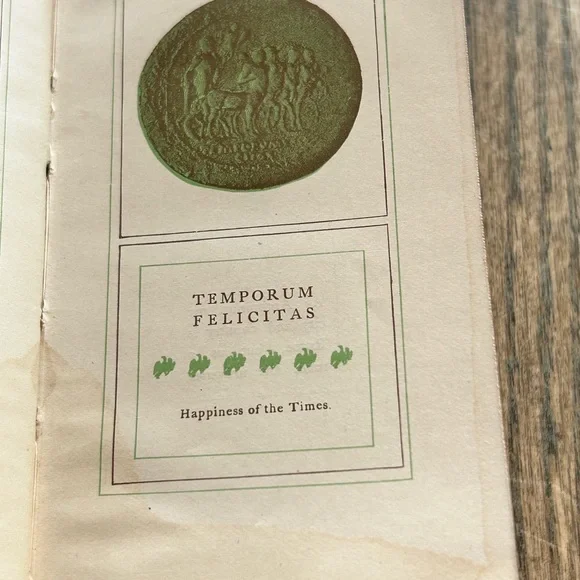 TEMPORUM
FELICITAS
Happiness of the Times.